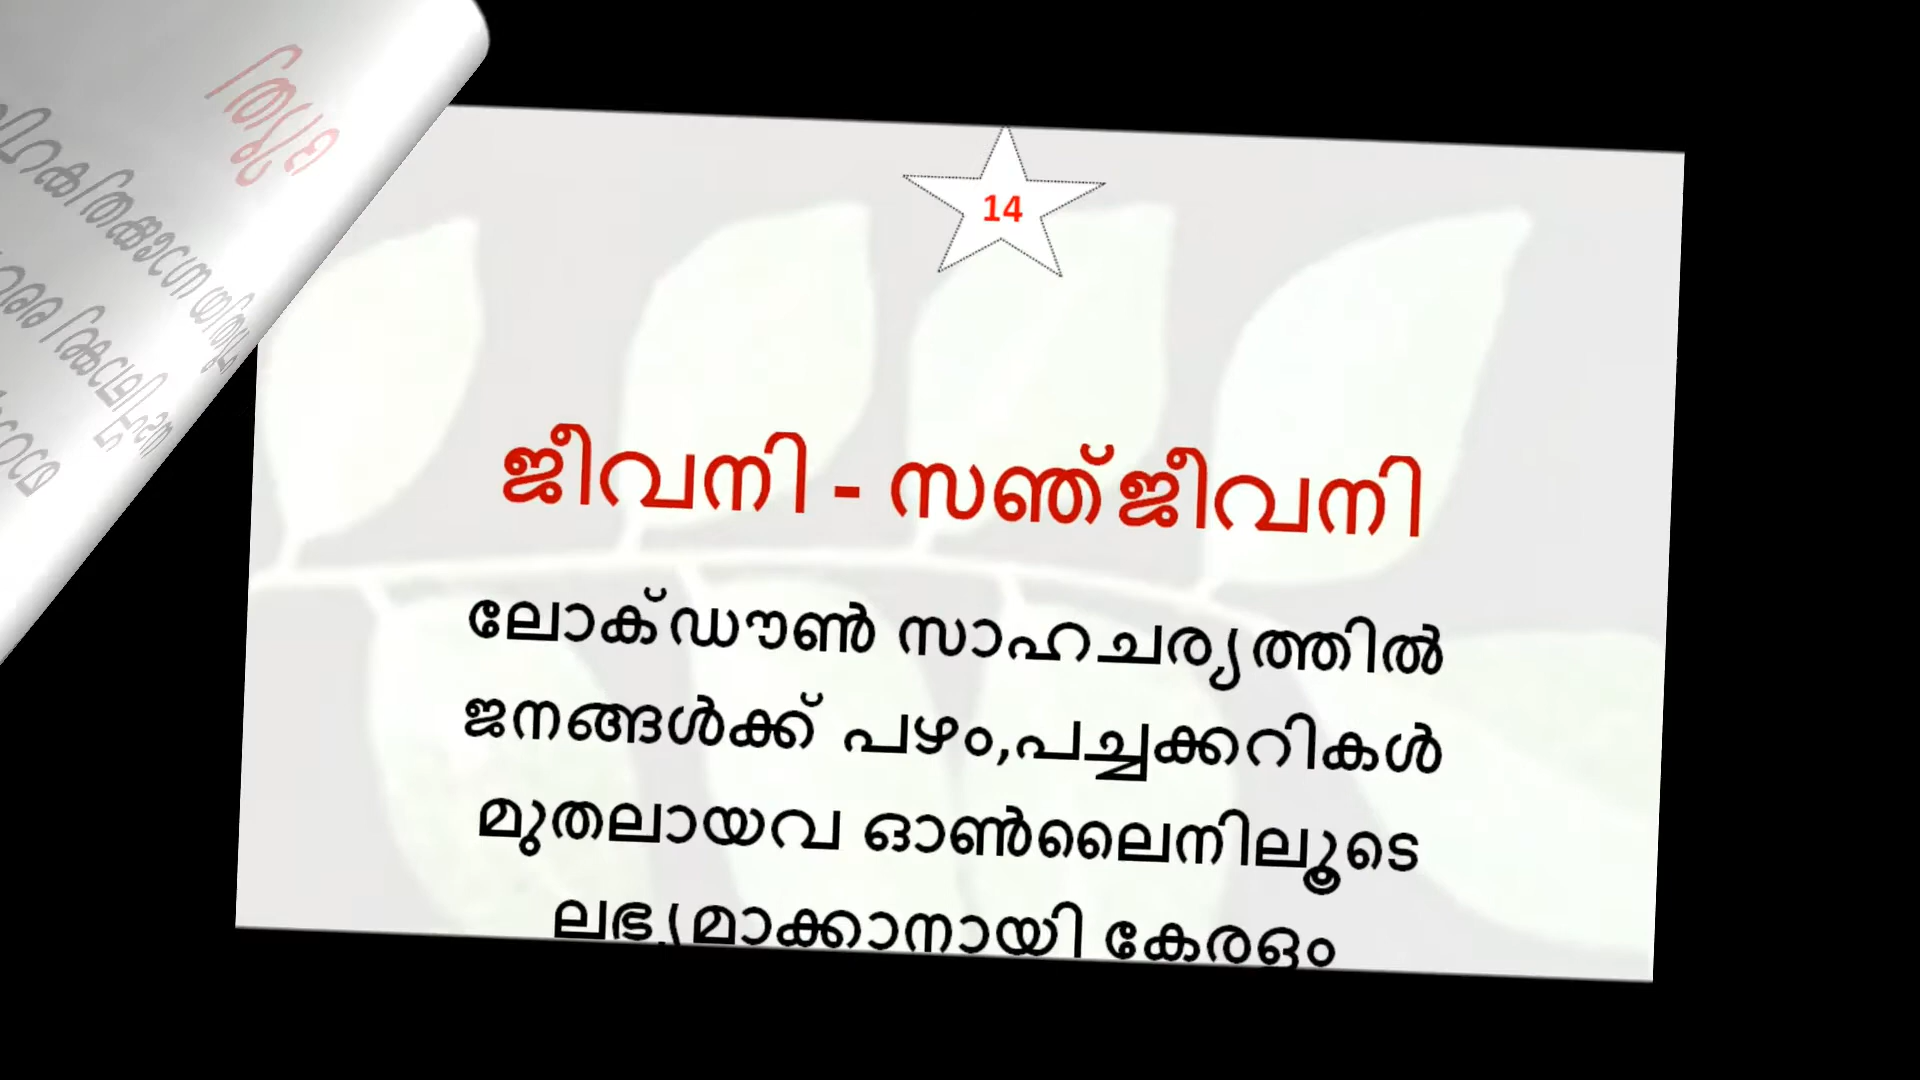 14
ജീവനി - സഞ്ജീവനി
ലോക്ഡൗൺ സാഹചര്യത്തിൽ
ജനങ്ങൾക്ക് പഴം,പച്ചക്കറികൾ
മുതലായവ ഓൺലൈനിലൂടെ
ലഭ്യമാക്കാനായി കേരളം